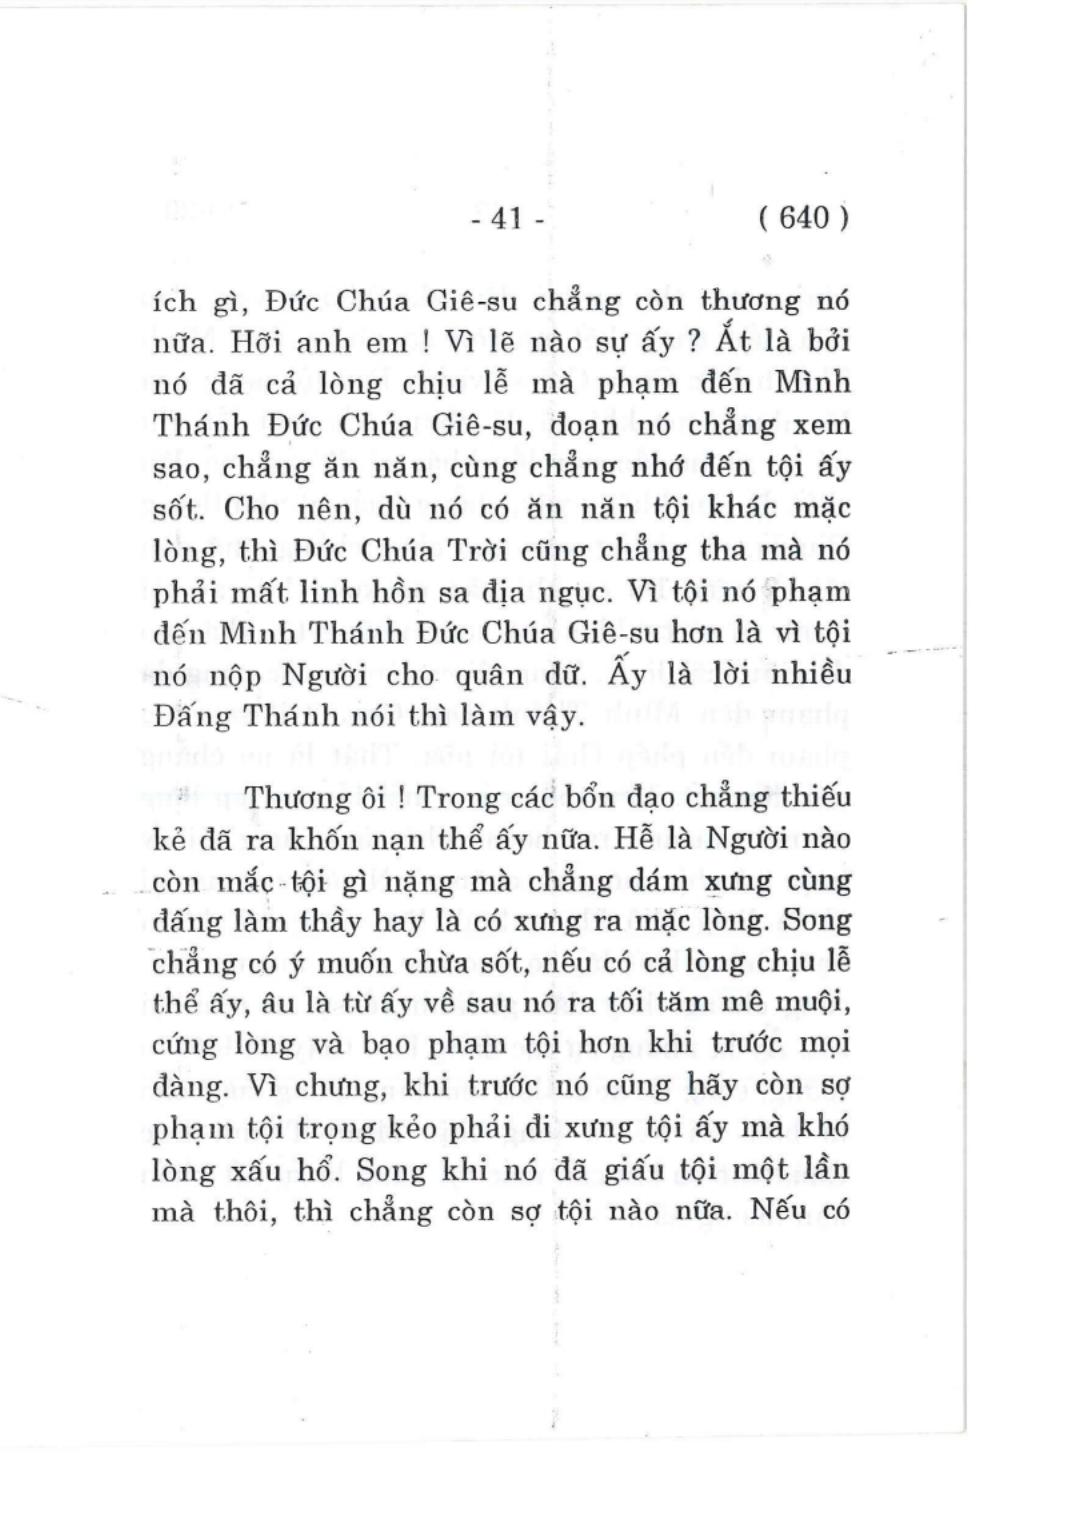 - 41 - ( 640 )
ích gì, Đức Chúa Giê-su chẳng còn thương nó
nữa. Hỡi anh em ! Vì lẽ nào sự ấy ? Ắt là bởi
nó đã cả lòng chịu lễ mà phạm đến Mình
Thánh Đức Chúa Giê-su, đoạn nó chẳng xem
sao, chẳng ăn năn, cùng chẳng nhớ đến tội ấy
sốt. Cho nên, dù nó có ăn năn tội khác mặc
lòng, thì Đức Chúa Trời cũng chẳng tha mà nó
phải mất linh hồn sa địa ngục. Vì tội nó phạm
đến Mình Thánh Đức Chúa Giê-su hơn là vì tội
nó nộp Người cho quân dữ. Ấy là lời nhiều
Đấng Thánh nói thì làm vậy.
Thương ôi ! Trong các bổn đạo chẳng thiếu
kẻ đã ra khốn nạn thể ấy nữa. Hễ là Người nào
còn mắc tội gì nặng mà chẳng dám xưng cùng
đấng làm thầy hay là có xưng ra mặc lòng. Song
chẳng có ý muốn chừa sốt, nếu có cả lòng chịu lễ
thể ấy, âu là từ ấy về sau nó ra tối tăm mê muội,
cứng lòng và bạo phạm tội hơn khi trước mọi
đàng. Vì chưng, khi trước nó cũng hãy còn sợ
phạm tội trọng kẻo phải đi xưng tội ấy mà khó
lòng xấu hổ. Song khi nó đã giấu tội một lần
mà thôi, thì chẳng còn sợ tội nào nữa. Nếu có